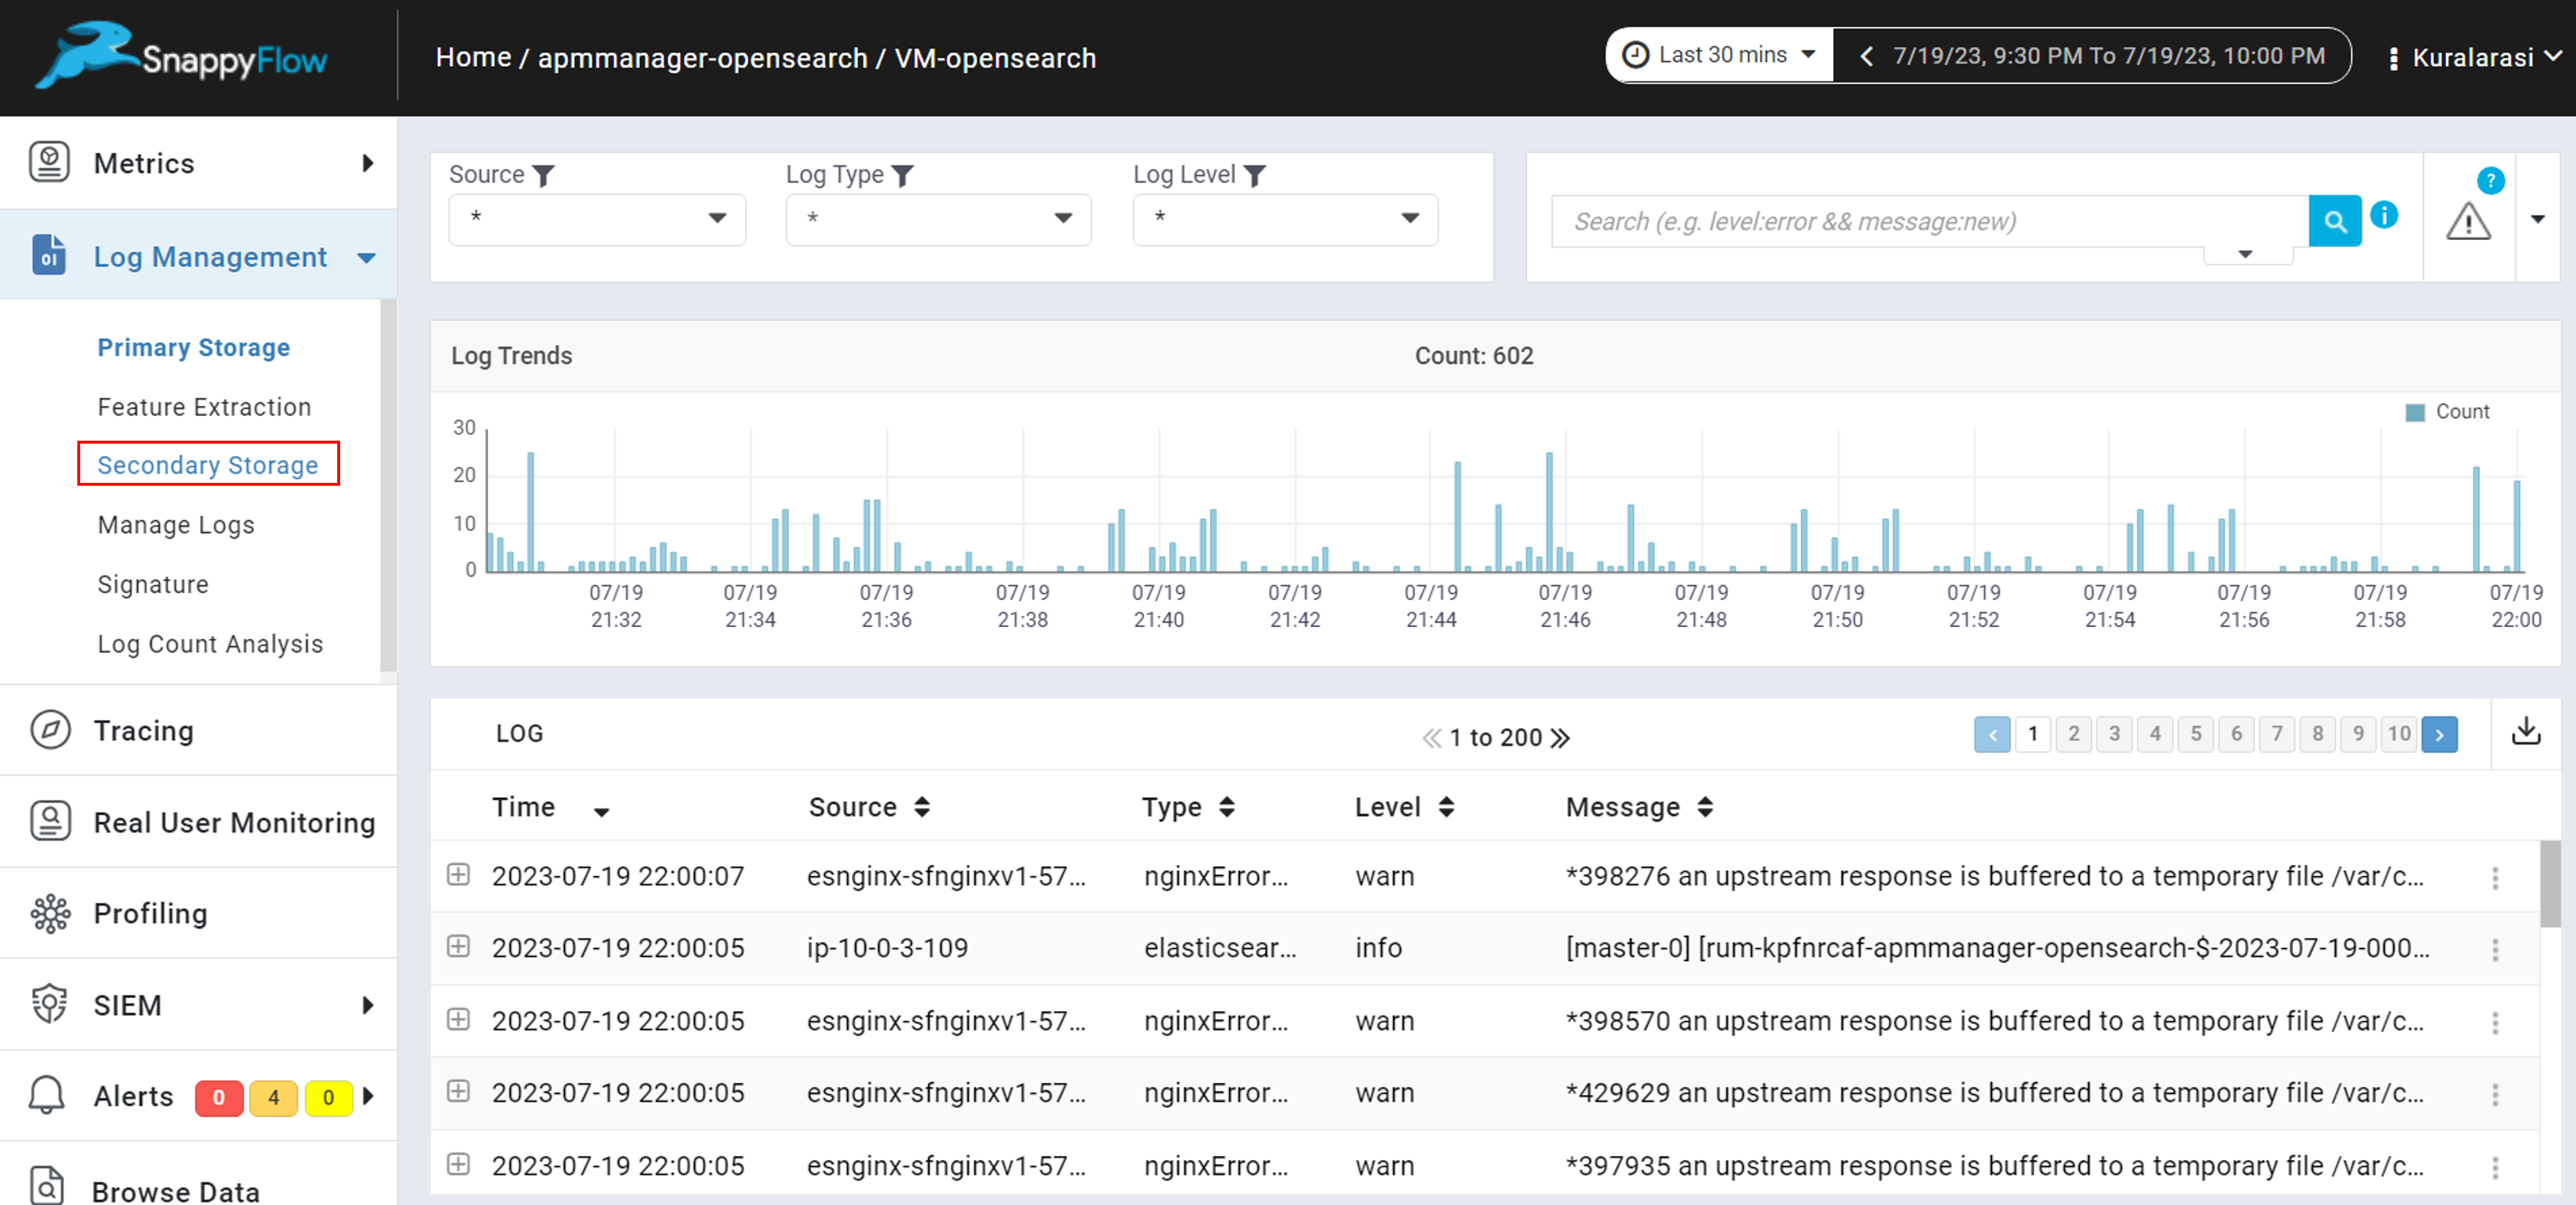 SnappyFlow
Home / apmmanager-opensearch / VM-opensearch
Last 30 mins
7/19/23, 9:30 PM To 7/19/23, 10:00 PM
Kuralarasi
Metrics
Log Management
Primary Storage
Feature Extraction
Secondary Storage
Manage Logs
Signature
Log Count Analysis
Tracing
Real User Monitoring
Profiling
SIEM
Alerts 0 4 0
Browse Data
Source Log Type Log Level
* * *
Search (e.g. level:error && message:new)
Log Trends Count: 602
Count
30
20
10
0
07/19 07/19 07/19 07/19 07/19 07/19 07/19 07/19 07/19 07/19 07/19 07/19 07/19 07/19 07/19
21:32 21:34 21:36 21:38 21:40 21:42 21:44 21:46 21:48 21:50 21:52 21:54 21:56 21:58 22:00
LOG « 1 to 200 » ‹ 1 2 3 4 5 6 7 8 9 10 ›
Time Source Type Level Message
2023-07-19 22:00:07 esnginx-sfnginxv1-57... nginxError... warn *398276 an upstream response is buffered to a temporary file /var/c...
2023-07-19 22:00:05 ip-10-0-3-109 elasticsear... info [master-0] [rum-kpfnrcaf-apmmanager-opensearch-$-2023-07-19-000...
2023-07-19 22:00:05 esnginx-sfnginxv1-57... nginxError... warn *398570 an upstream response is buffered to a temporary file /var/c...
2023-07-19 22:00:05 esnginx-sfnginxv1-57... nginxError... warn *429629 an upstream response is buffered to a temporary file /var/c...
2023-07-19 22:00:05 esnginx-sfnginxv1-57... nginxError... warn *397935 an upstream response is buffered to a temporary file /var/c...